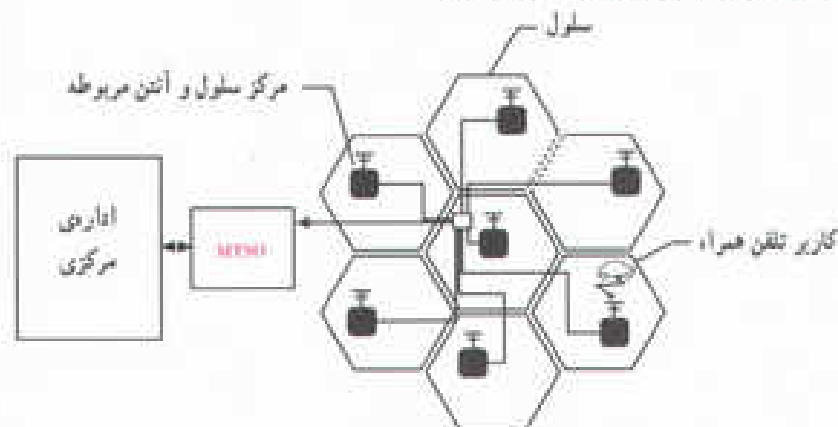 سلول
مرکز سلول و آنتن مربوطه
اداره‌ی
مرکزی
MTSO
کاربر تلفن همراه